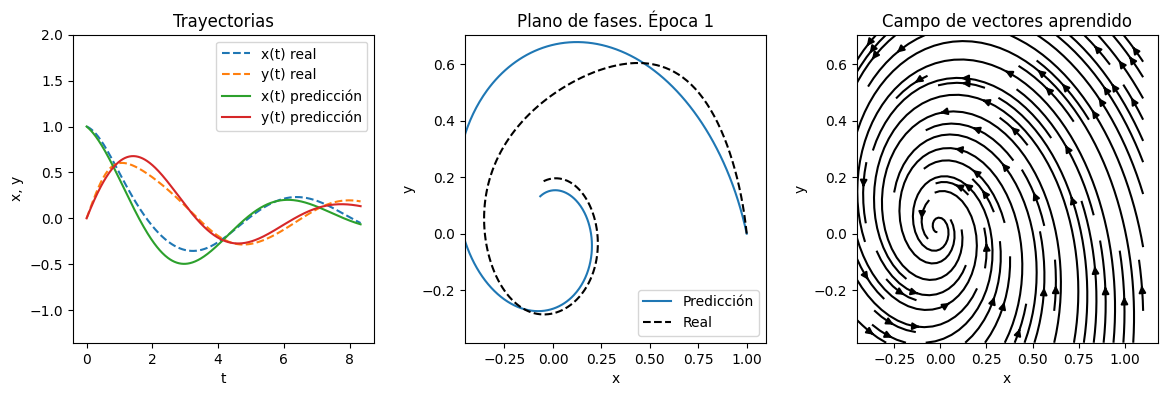 Trayectorias
2.0
1.5
1.0
0.5
0.0
−0.5
−1.0
x, y
0
2
4
6
8
t
x(t) real
y(t) real
x(t) predicción
y(t) predicción
Plano de fases. Época 1
0.6
0.4
0.2
0.0
−0.2
y
−0.25
0.00
0.25
0.50
0.75
1.00
x
Predicción
Real
Campo de vectores aprendido
0.6
0.4
0.2
0.0
−0.2
y
−0.25
0.00
0.25
0.50
0.75
1.00
x